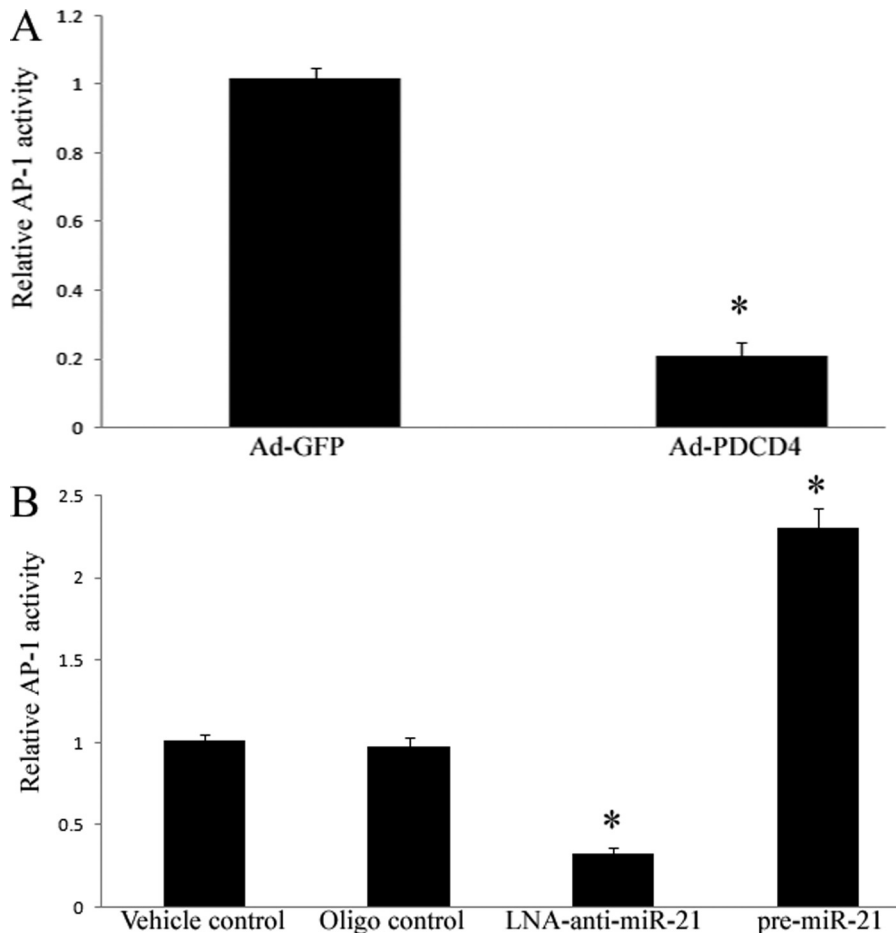 A
Relative AP-1 activity
1.2
1
0.8
0.6
0.4
0.2
0
*
Ad-GFP Ad-PDCD4
B
Relative AP-1 activity
2.5
2
1.5
1
0.5
0
*
*
Vehicle control Oligo control LNA-anti-miR-21 pre-miR-21